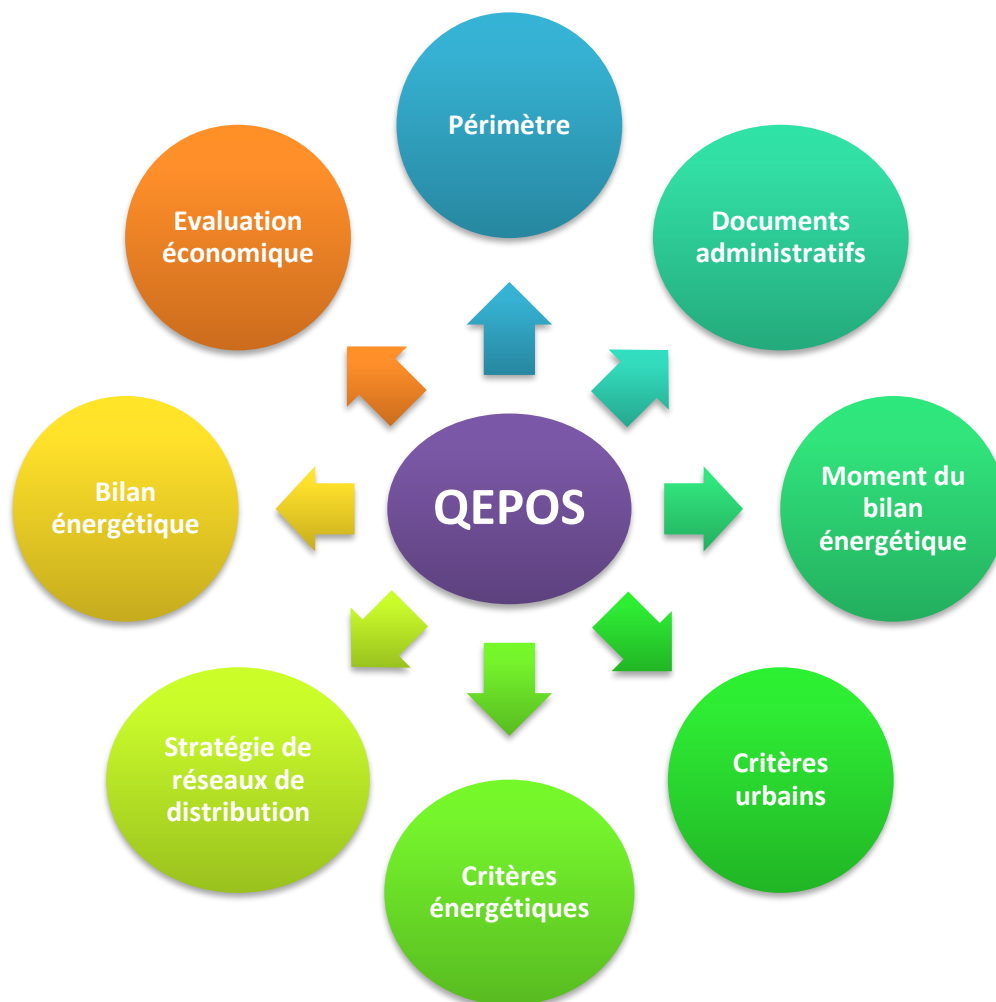 Périmètre
Documents
administratifs
Moment du
bilan
énergétique
Critères
urbains
Critères
énergétiques
Stratégie de
réseaux de
distribution
Bilan
énergétique
Evaluation
économique
QEPOS